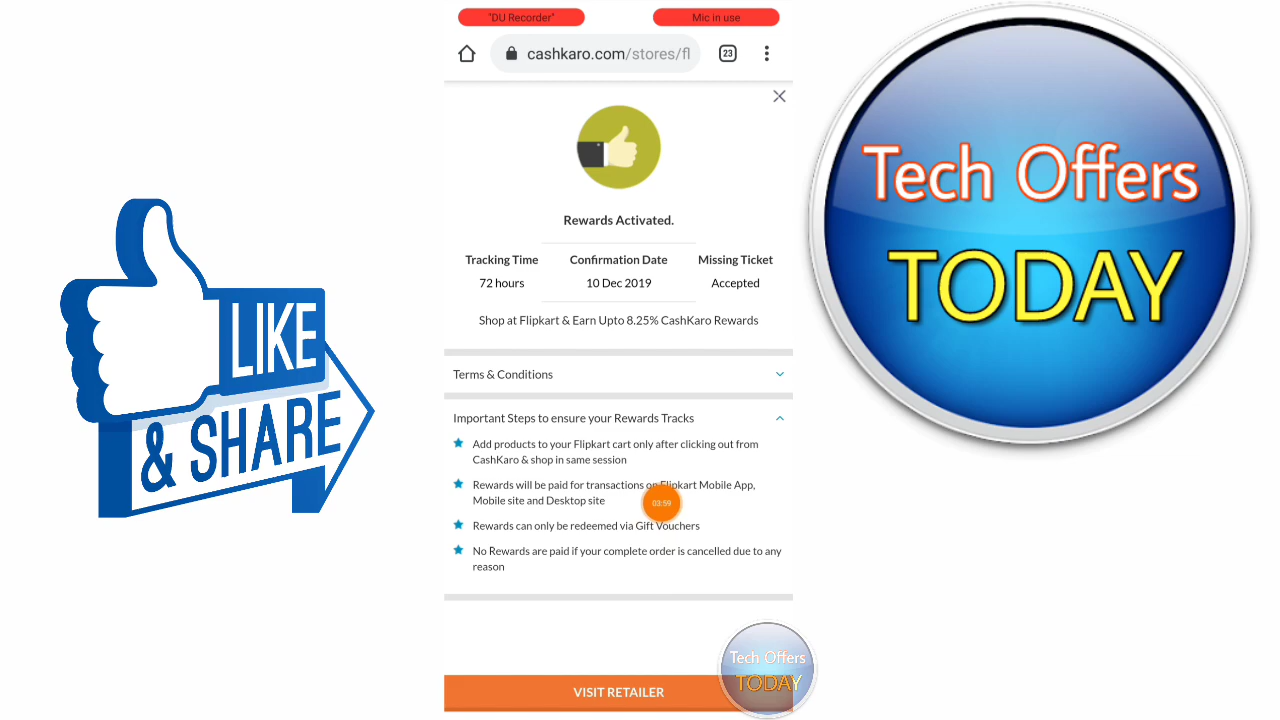 "DU Recorder"
Mic in use
cashkaro.com/stores/fl
23
Rewards Activated.
Tracking Time
Confirmation Date
Missing Ticket
72 hours
10 Dec 2019
Accepted
Shop at Flipkart & Earn Upto 8.25% CashKaro Rewards
Terms & Conditions
Important Steps to ensure your Rewards Tracks
Add products to your Flipkart cart only after clicking out from
CashKaro & shop in same session
Rewards will be paid for transactions on Flipkart Mobile App,
Mobile site and Desktop site
03:59
Rewards can only be redeemed via Gift Vouchers
No Rewards are paid if your complete order is cancelled due to any
reason
VISIT RETAILER
Tech Offers
TODAY
LIKE
& SHARE
Tech Offers
TODAY